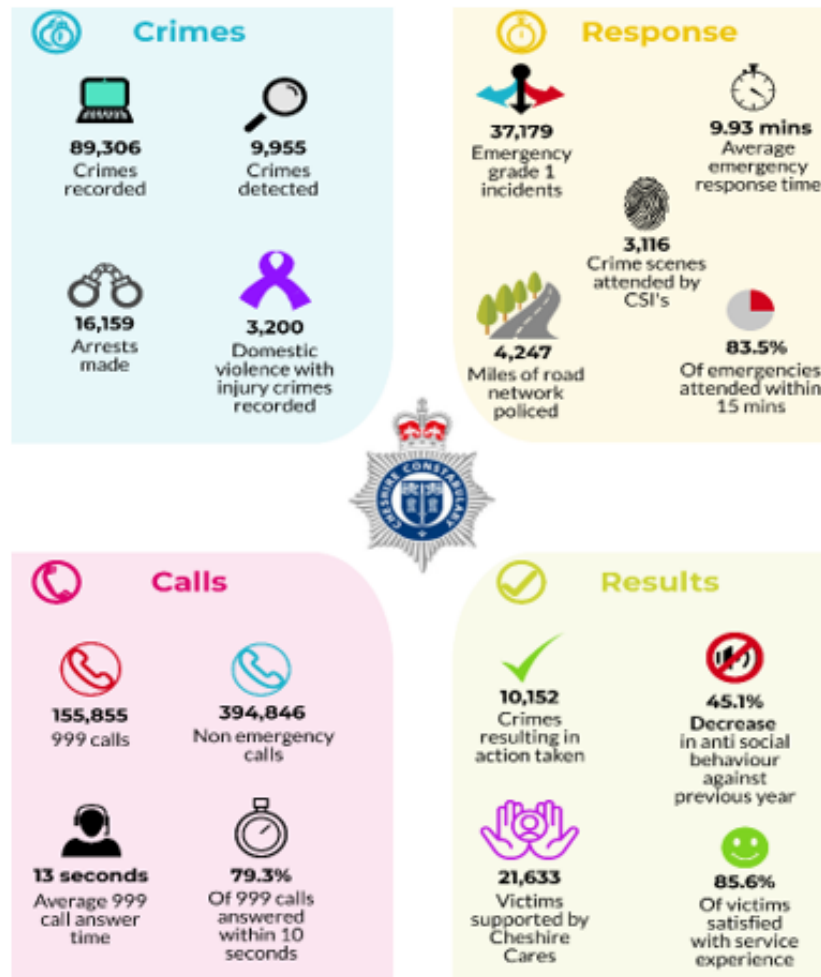 Crimes
89,306
Crimes
recorded
9,955
Crimes
detected
16,159
Arrests
made
3,200
Domestic
violence with
injury crimes
recorded
Response
37,179
Emergency
grade 1
incidents
9.93 mins
Average
emergency
response time
3,116
Crime scenes
attended by
CSI's
4,247
Miles of road
network
policed
83.5%
Of emergencies
attended within
15 mins
CHESHIRE CONSTABULARY
Calls
155,855
999 calls
394,846
Non emergency
calls
13 seconds
Average 999
call answer
time
79.3%
Of 999 calls
answered
within 10
seconds
Results
10,152
Crimes
resulting in
action taken
45.1%
Decrease
in anti social
behaviour
against
previous year
21,633
Victims
supported by
Cheshire
Cares
85.6%
Of victims
satisfied
with service
experience